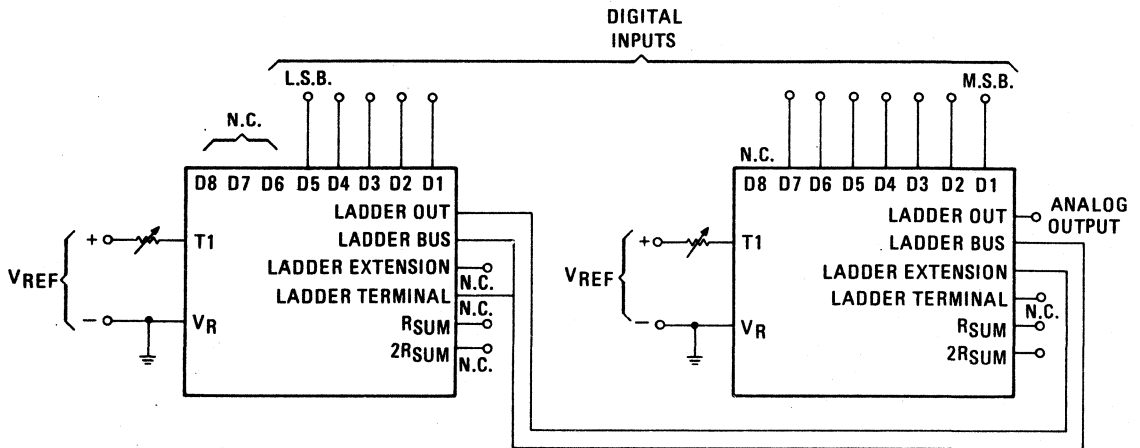 DIGITAL
INPUTS
L.S.B.
M.S.B.
N.C.
D8 D7 D6 D5 D4 D3 D2 D1
LADDER OUT
LADDER BUS
LADDER EXTENSION
N.C.
LADDER TERMINAL
N.C.
RSUM
2RSUM
N.C.
+
T1
VREF
−
VR
N.C.
D8 D7 D6 D5 D4 D3 D2 D1
LADDER OUT
ANALOG
OUTPUT
LADDER BUS
LADDER EXTENSION
LADDER TERMINAL
N.C.
RSUM
2RSUM
+
T1
VREF
−
VR